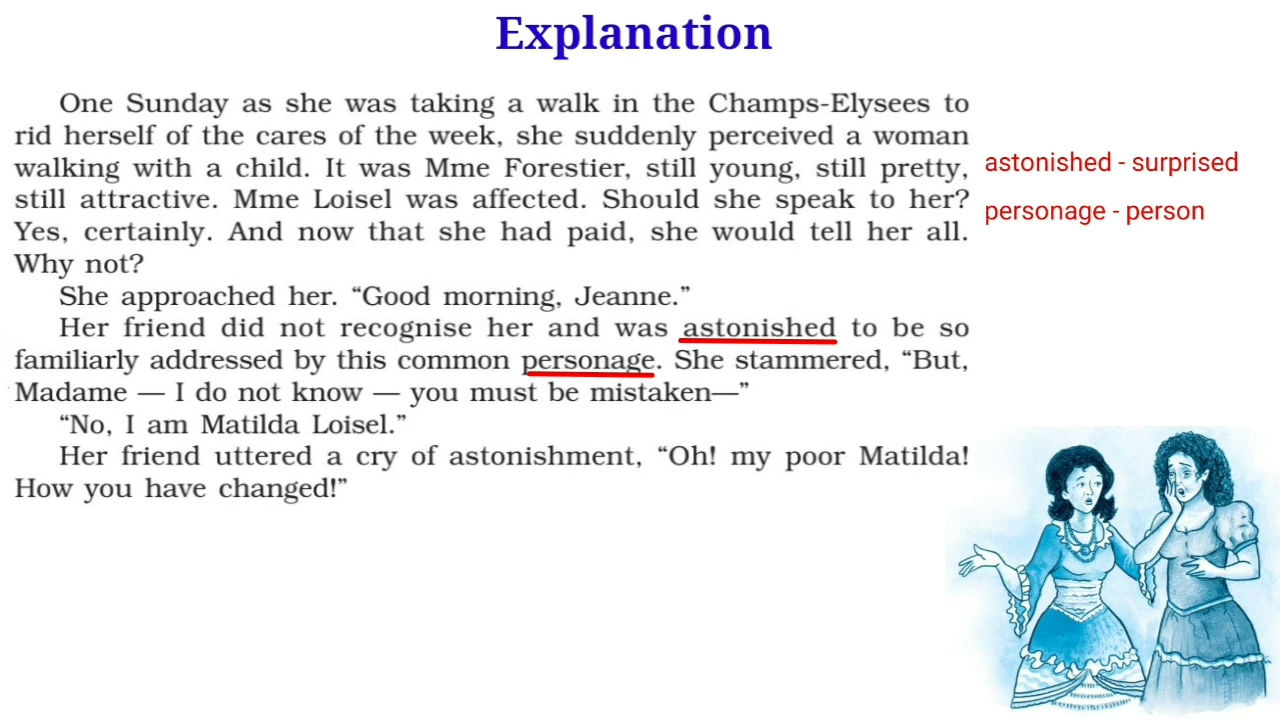 Explanation
One Sunday as she was taking a walk in the Champs-Elysees to
rid herself of the cares of the week, she suddenly perceived a woman
walking with a child. It was Mme Forestier, still young, still pretty,
still attractive. Mme Loisel was affected. Should she speak to her?
Yes, certainly. And now that she had paid, she would tell her all.
Why not?
She approached her. “Good morning, Jeanne.”
Her friend did not recognise her and was astonished to be so
familiarly addressed by this common personage. She stammered, “But,
Madame — I do not know — you must be mistaken—”
“No, I am Matilda Loisel.”
Her friend uttered a cry of astonishment, “Oh! my poor Matilda!
How you have changed!”
astonished - surprised
personage - person